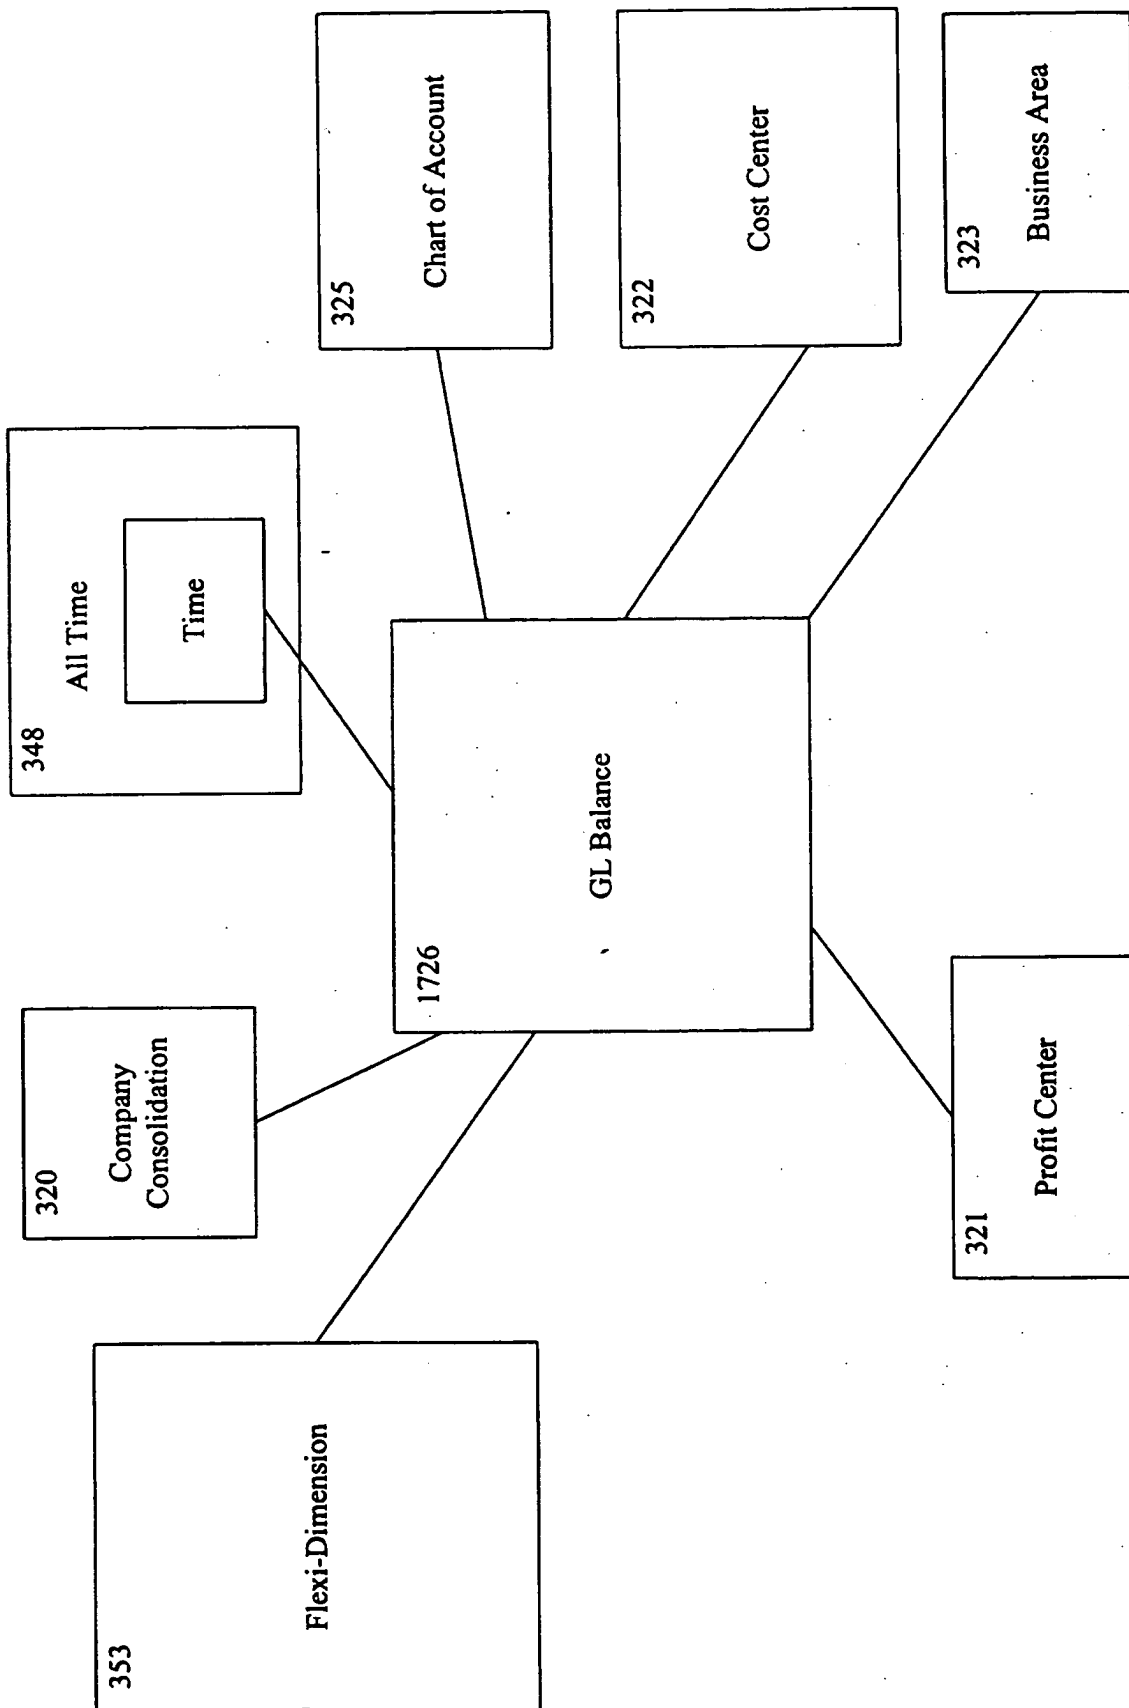 353
Flexi-Dimension
320
Company
Consolidation
348
All Time
Time
325
Chart of Account
1726
GL Balance
322
Cost Center
321
Profit Center
323
Business Area